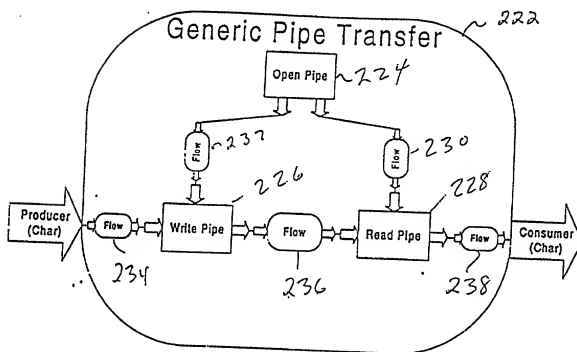 Generic Pipe Transfer
222
Open Pipe
224
Flow
232
Flow
230
226
228
Producer
(Char)
Flow
Write Pipe
Flow
Read Pipe
Flow
Consumer
(Char)
234
236
238